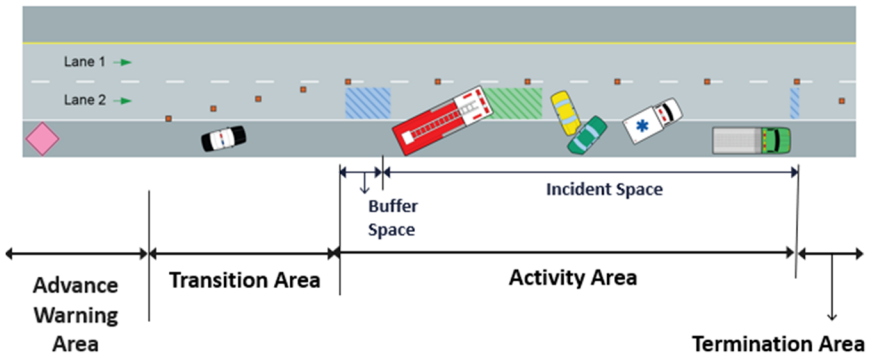 Lane 1
Lane 2
Buffer
Space
Incident Space
Advance
Warning
Area
Transition Area
Activity Area
Termination Area